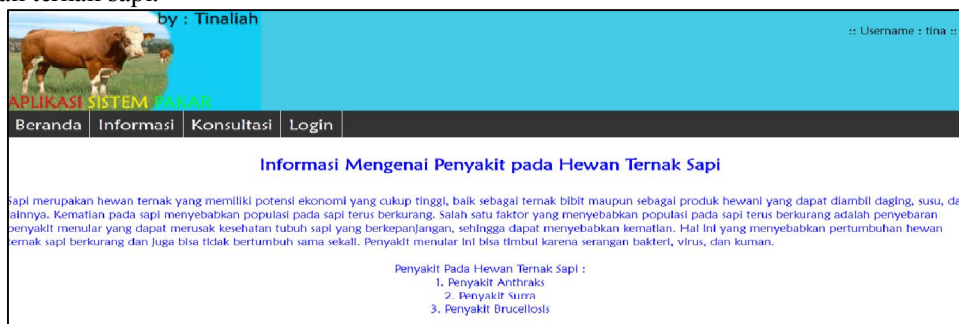 an ternak sapi.
by : Tinaliah
:: Username : tina ::
APLIKASI SISTEM PAKAR
Beranda Informasi Konsultasi Login
Informasi Mengenai Penyakit pada Hewan Ternak Sapi
Sapi merupakan hewan ternak yang memiliki potensi ekonomi yang cukup tinggi, baik sebagai ternak bibit maupun sebagai produk hewani yang dapat diambil daging, susu, da
lainnya. Kematian pada sapi menyebabkan populasi pada sapi terus berkurang. Salah satu faktor yang menyebabkan populasi pada sapi terus berkurang adalah penyebaran
penyakit menular yang dapat merusak kesehatan tubuh sapi yang berkepanjangan, sehingga dapat menyebabkan kematian. Hal ini yang menyebabkan pertumbuhan hewan
ternak sapi berkurang dan juga bisa tidak bertumbuh sama sekali. Penyakit menular ini bisa timbul karena serangan bakteri, virus, dan kuman.
Penyakit Pada Hewan Ternak Sapi :
1. Penyakit Anthraks
2. Penyakit Surra
3. Penyakit Brucellosis